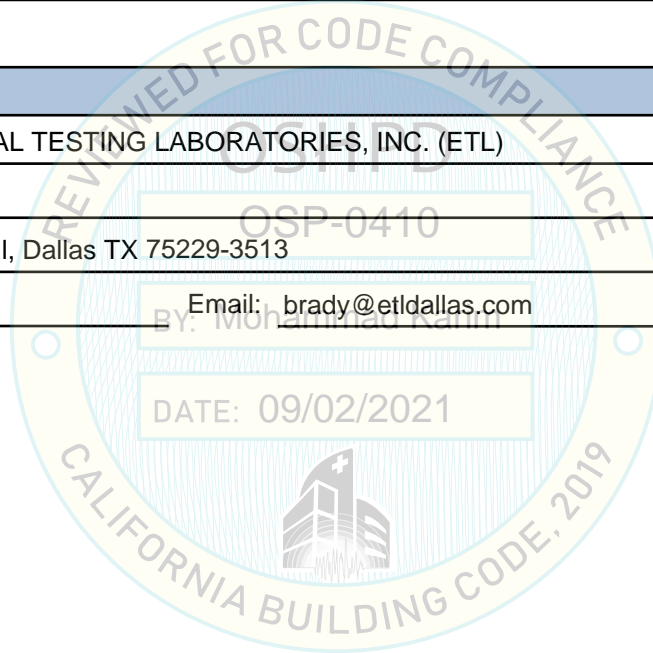 AL TESTING LABORATORIES, INC. (ETL)
l, Dallas TX 75229-3513
Email: brady@etldallas.com
REVIEWED FOR CODE COMPLIANCE
OSHPD
OSP-0410
BY: Mohammad Karim
DATE: 09/02/2021
CALIFORNIA BUILDING CODE, 2019